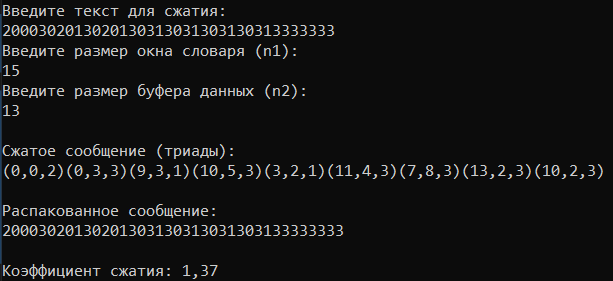 Введите текст для сжатия:
2000302013020130313031303130313333333
Введите размер окна словаря (n1):
15
Введите размер буфера данных (n2):
13
Сжатое сообщение (триады):
(0,0,2)(0,3,3)(9,3,1)(10,5,3)(3,2,1)(11,4,3)(7,8,3)(13,2,3)(10,2,3)
Распакованное сообщение:
20003020130201303130313031303133333333
Коэффициент сжатия: 1,37